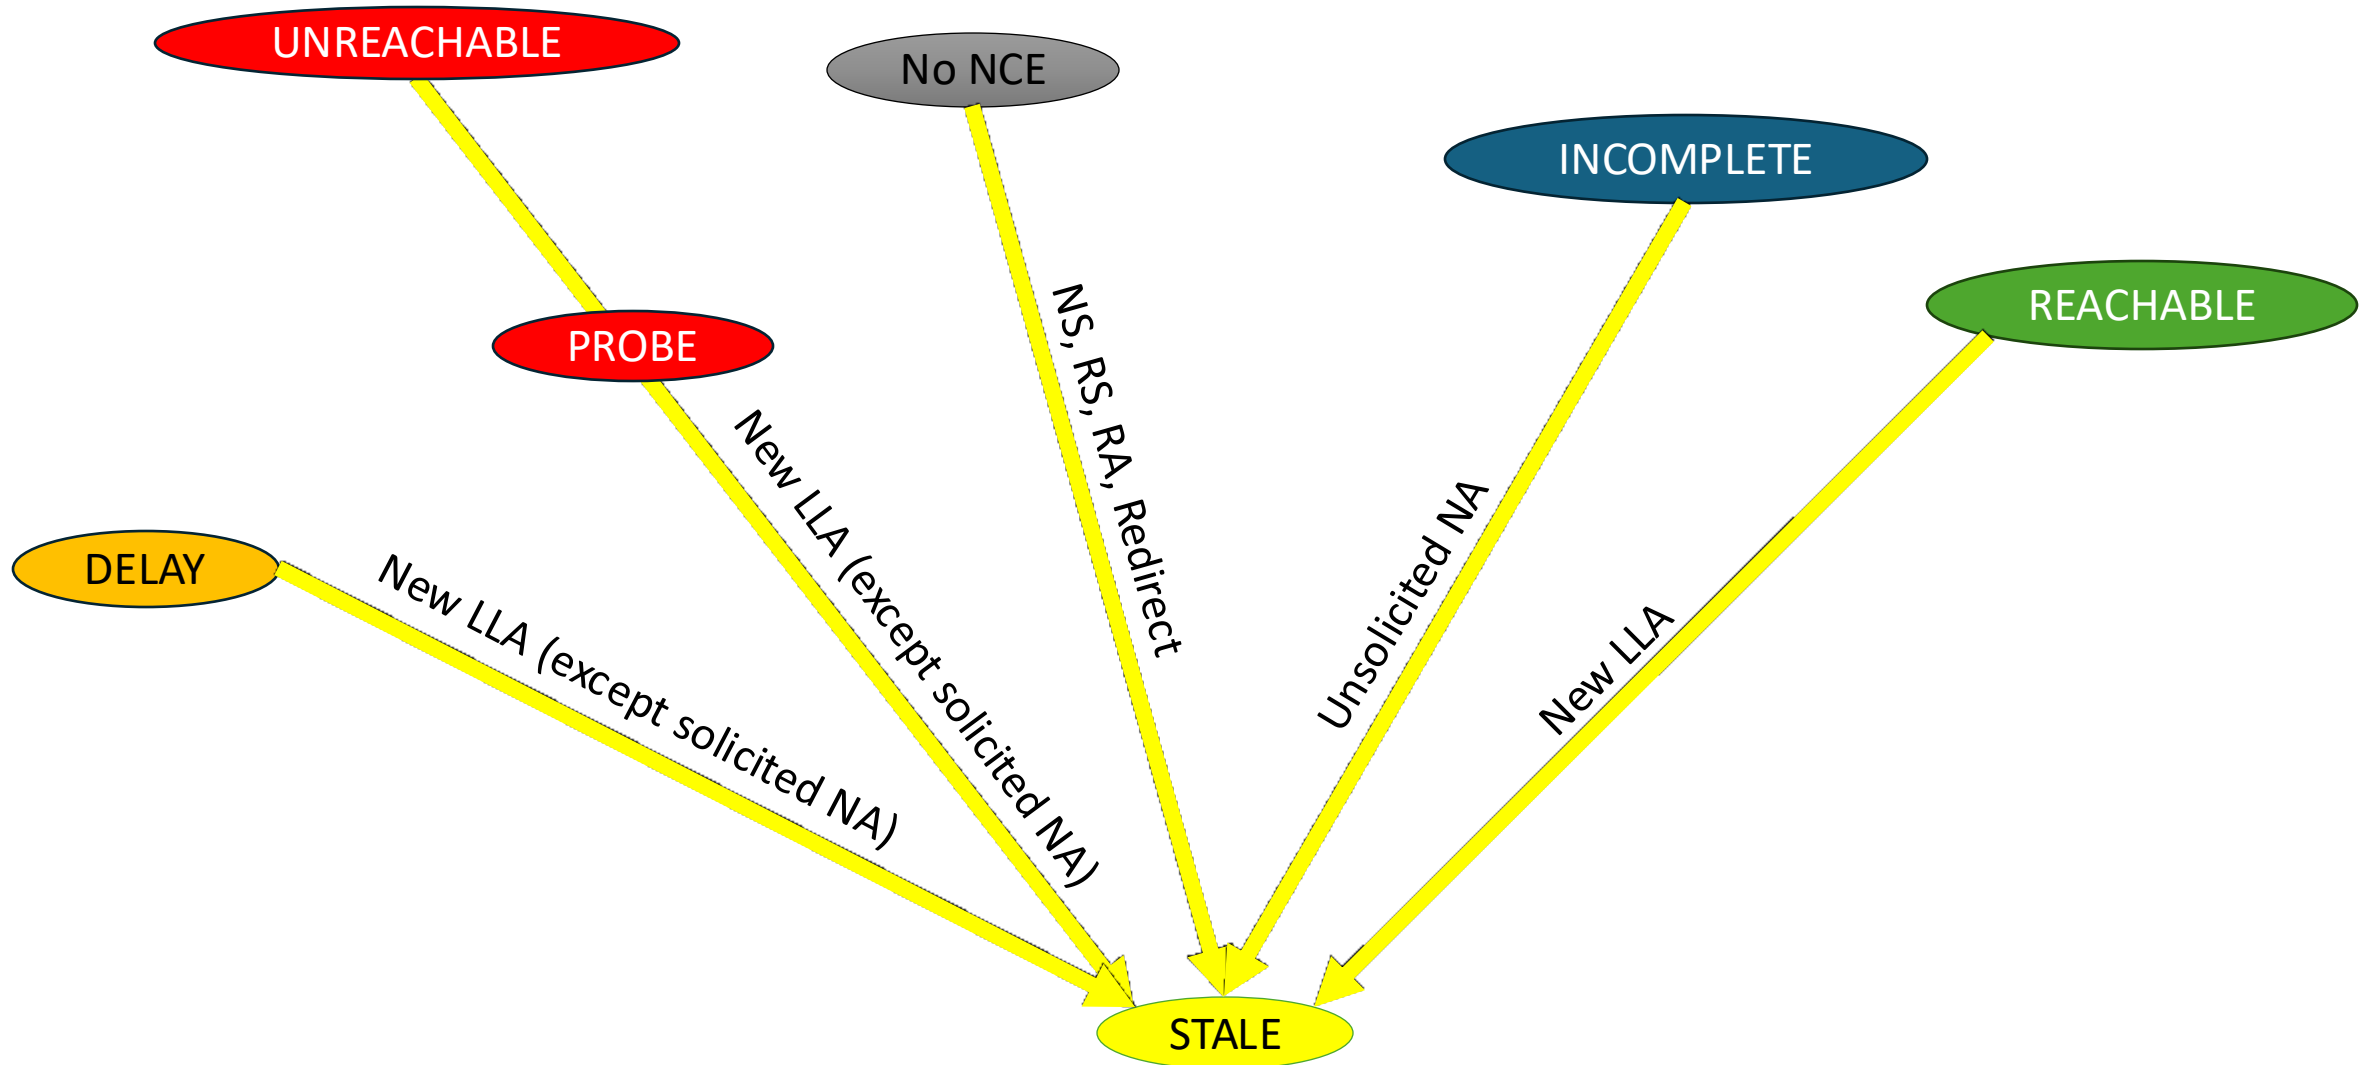 UNREACHABLE
No NCE
INCOMPLETE
REACHABLE
PROBE
DELAY
New LLA (except solicited NA)
New LLA (except solicited NA)
NS, RS, RA, Redirect
Unsolicited NA
New LLA
STALE